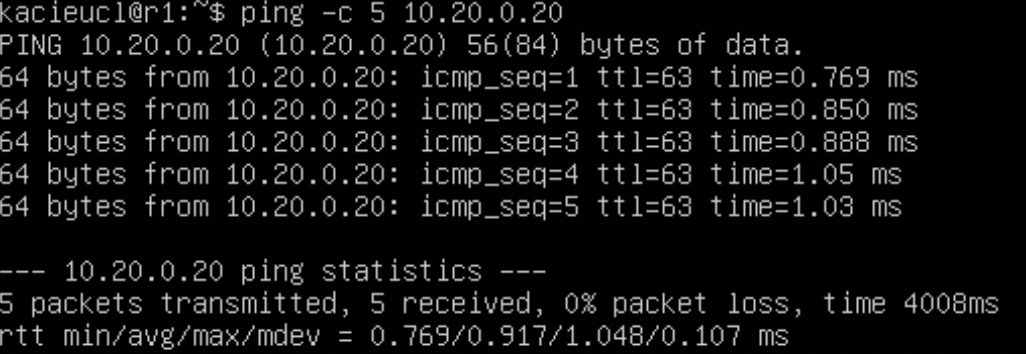 kacieucl@r1:~$ ping -c 5 10.20.0.20
PING 10.20.0.20 (10.20.0.20) 56(84) bytes of data.
64 bytes from 10.20.0.20: icmp_seq=1 ttl=63 time=0.769 ms
64 bytes from 10.20.0.20: icmp_seq=2 ttl=63 time=0.850 ms
64 bytes from 10.20.0.20: icmp_seq=3 ttl=63 time=0.888 ms
64 bytes from 10.20.0.20: icmp_seq=4 ttl=63 time=1.05 ms
64 bytes from 10.20.0.20: icmp_seq=5 ttl=63 time=1.03 ms
--- 10.20.0.20 ping statistics ---
5 packets transmitted, 5 received, 0% packet loss, time 4008ms
rtt min/avg/max/mdev = 0.769/0.917/1.048/0.107 ms